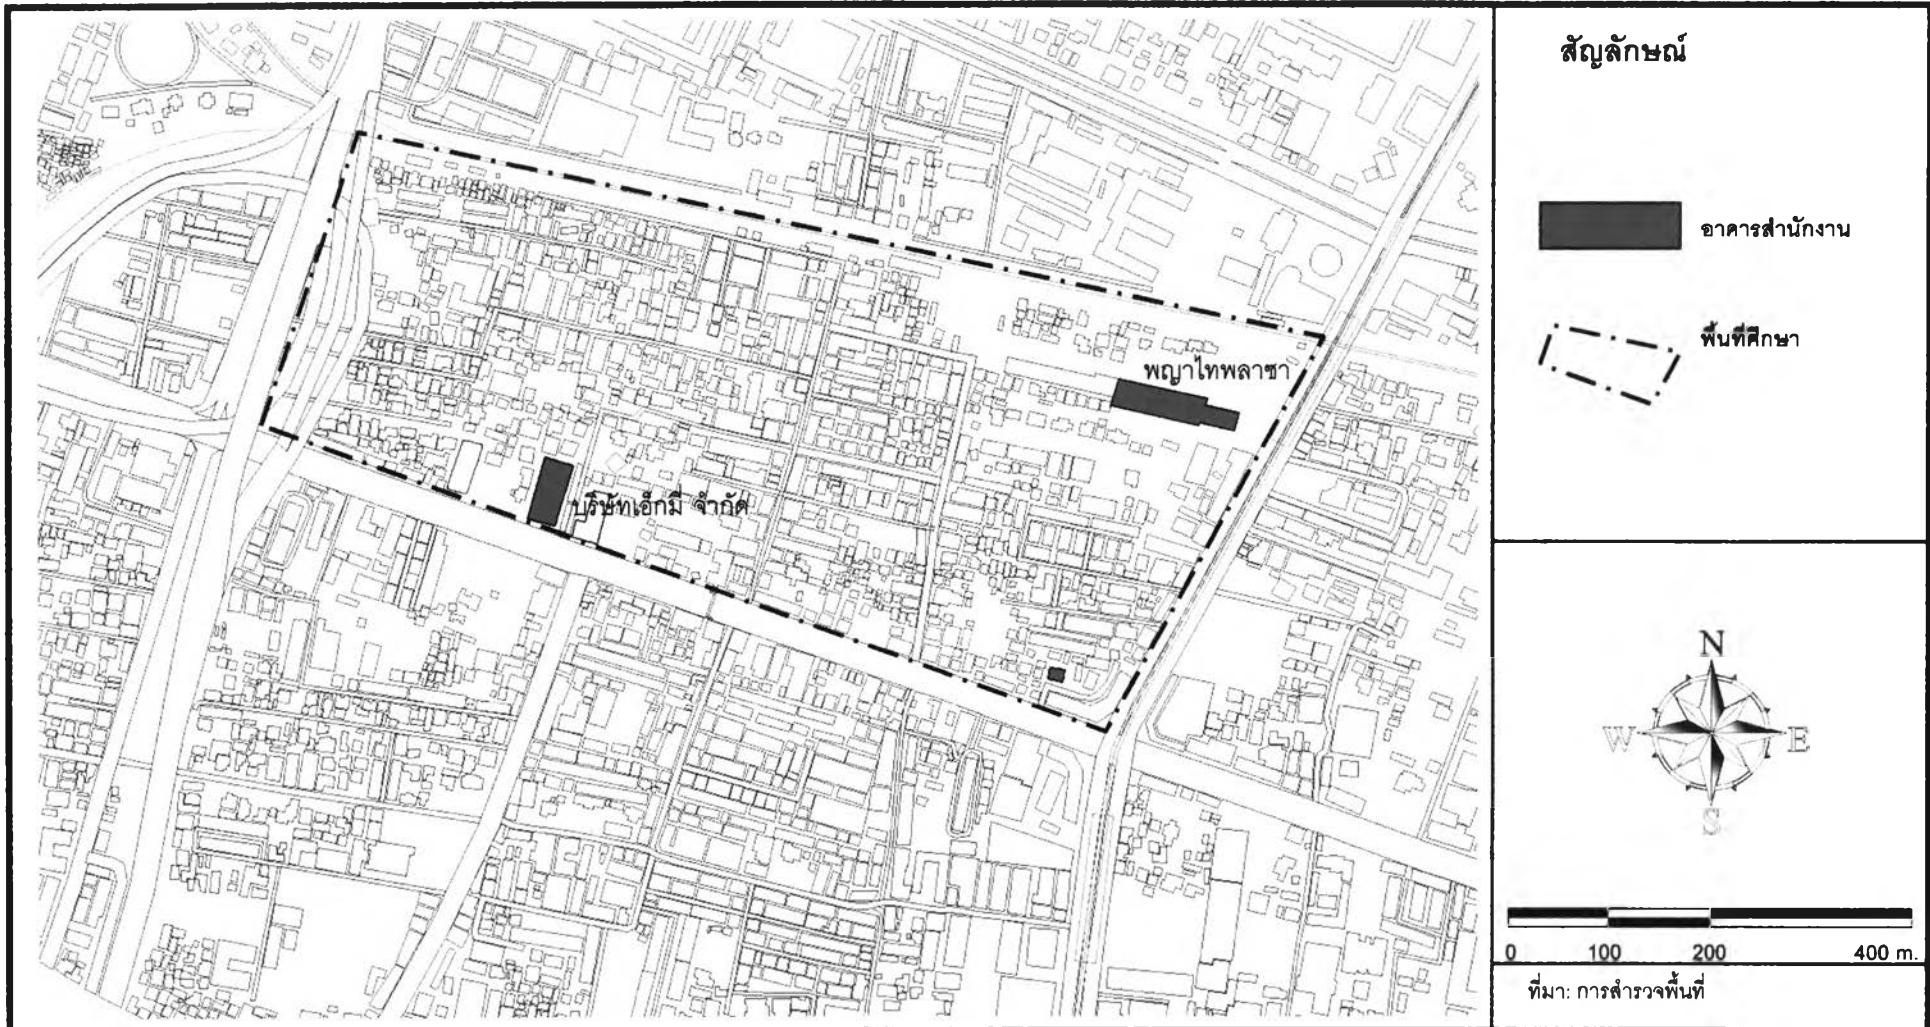 สัญลักษณ์
อาคารสำนักงาน
พื้นที่ศึกษา
พญาไทพลาซา
บริษัทเอ็กมี จำกัด
N
W E
S
0 100 200 400 m.
ที่มา: การสำรวจพื้นที่